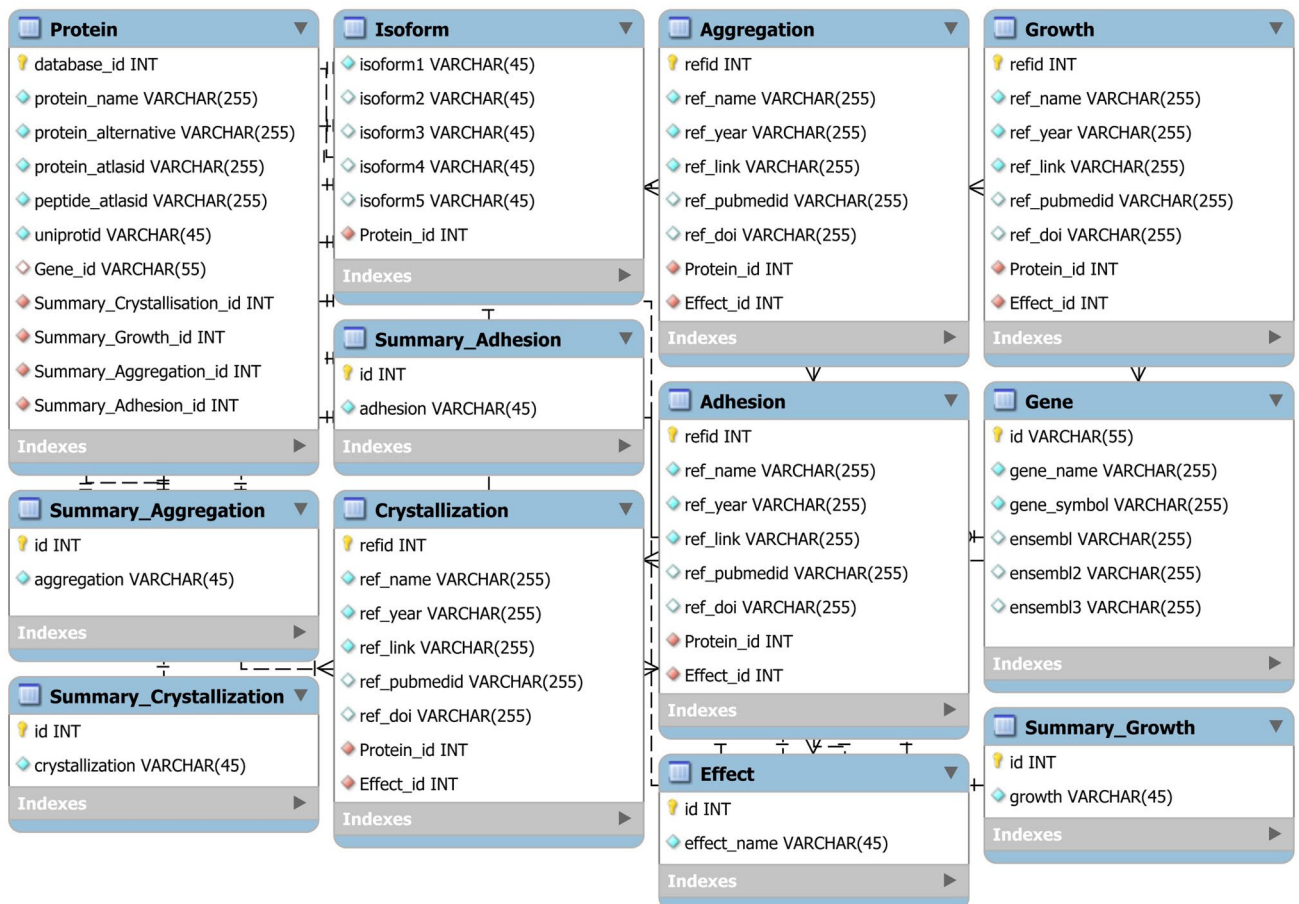 Protein
database_id INT
protein_name VARCHAR(255)
protein_alternative VARCHAR(255)
protein_atlasid VARCHAR(255)
peptide_atlasid VARCHAR(255)
uniprotid VARCHAR(45)
Gene_id VARCHAR(55)
Summary_Crystallisation_id INT
Summary_Growth_id INT
Summary_Aggregation_id INT
Summary_Adhesion_id INT
Indexes
Summary_Aggregation
id INT
aggregation VARCHAR(45)
Indexes
Summary_Crystallization
id INT
crystallization VARCHAR(45)
Indexes
Isoform
isoform1 VARCHAR(45)
isoform2 VARCHAR(45)
isoform3 VARCHAR(45)
isoform4 VARCHAR(45)
isoform5 VARCHAR(45)
Protein_id INT
Indexes
Summary_Adhesion
id INT
adhesion VARCHAR(45)
Indexes
Crystallization
refid INT
ref_name VARCHAR(255)
ref_year VARCHAR(255)
ref_link VARCHAR(255)
ref_pubmedid VARCHAR(255)
ref_doi VARCHAR(255)
Protein_id INT
Effect_id INT
Indexes
Aggregation
refid INT
ref_name VARCHAR(255)
ref_year VARCHAR(255)
ref_link VARCHAR(255)
ref_pubmedid VARCHAR(255)
ref_doi VARCHAR(255)
Protein_id INT
Effect_id INT
Indexes
Adhesion
refid INT
ref_name VARCHAR(255)
ref_year VARCHAR(255)
ref_link VARCHAR(255)
ref_pubmedid VARCHAR(255)
ref_doi VARCHAR(255)
Protein_id INT
Effect_id INT
Indexes
Effect
id INT
effect_name VARCHAR(45)
Indexes
Growth
refid INT
ref_name VARCHAR(255)
ref_year VARCHAR(255)
ref_link VARCHAR(255)
ref_pubmedid VARCHAR(255)
ref_doi VARCHAR(255)
Protein_id INT
Effect_id INT
Indexes
Gene
id VARCHAR(55)
gene_name VARCHAR(255)
gene_symbol VARCHAR(255)
ensembl VARCHAR(255)
ensembl2 VARCHAR(255)
ensembl3 VARCHAR(255)
Indexes
Summary_Growth
id INT
growth VARCHAR(45)
Indexes